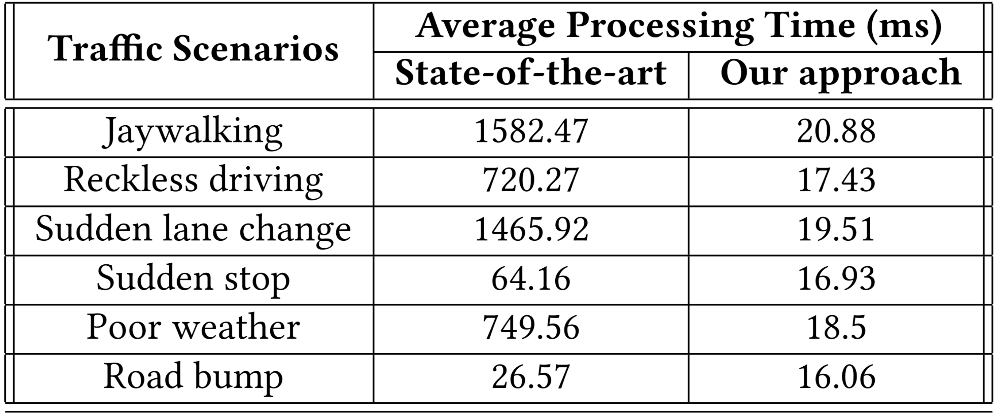 Traffic Scenarios
Average Processing Time (ms)
State-of-the-art Our approach
Jaywalking 1582.47 20.88
Reckless driving 720.27 17.43
Sudden lane change 1465.92 19.51
Sudden stop 64.16 16.93
Poor weather 749.56 18.5
Road bump 26.57 16.06